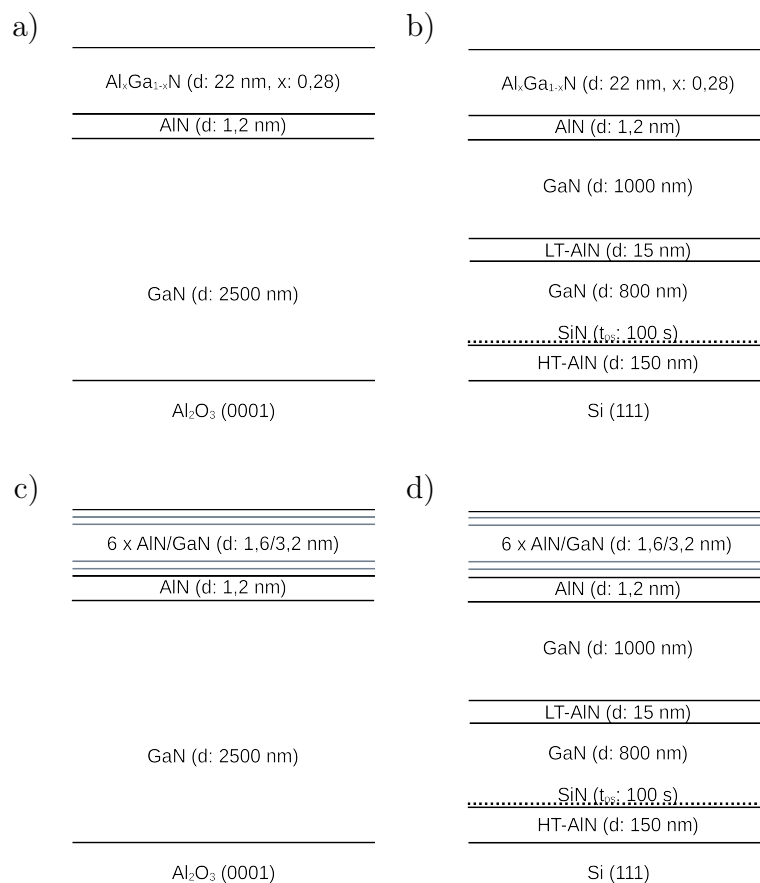 a)
AlₓGa₁₋ₓN (d: 22 nm, x: 0,28)
AlN (d: 1,2 nm)
GaN (d: 2500 nm)
Al₂O₃ (0001)
b)
AlₓGa₁₋ₓN (d: 22 nm, x: 0,28)
AlN (d: 1,2 nm)
GaN (d: 1000 nm)
LT-AlN (d: 15 nm)
GaN (d: 800 nm)
SiN (t_DS: 100 s)
HT-AlN (d: 150 nm)
Si (111)
c)
6 x AlN/GaN (d: 1,6/3,2 nm)
AlN (d: 1,2 nm)
GaN (d: 2500 nm)
Al₂O₃ (0001)
d)
6 x AlN/GaN (d: 1,6/3,2 nm)
AlN (d: 1,2 nm)
GaN (d: 1000 nm)
LT-AlN (d: 15 nm)
GaN (d: 800 nm)
SiN (t_DS: 100 s)
HT-AlN (d: 150 nm)
Si (111)